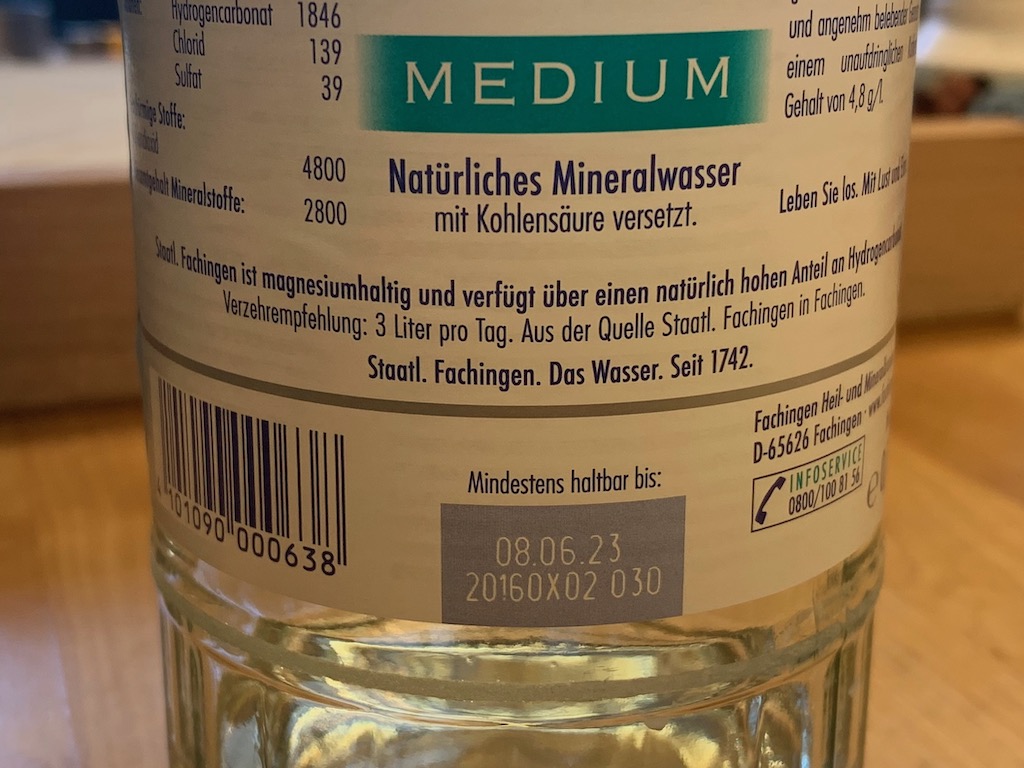 Hydrogencarbonat 1846
Chlorid 139
Sulfat 39
Stoffe:
4800
Mineralstoffe: 2800
MEDIUM
Natürliches Mineralwasser
mit Kohlensäure versetzt.
und angenehm belebender
einem unaufdringlichen
Gehalt von 4,8 g/l.
Leben Sie los. Mit Lust und
Staatl. Fachingen ist magnesiumhaltig und verfügt über einen natürlich hohen Anteil an
Verzehrempfehlung: 3 Liter pro Tag. Aus der Quelle Staatl. Fachingen in Fachingen.
Staatl. Fachingen. Das Wasser. Seit 1742.
4 101090 000638
Mindestens haltbar bis:
08.06.23
20160X02 030
Fachingen Heil- und
D-65626 Fachingen ·
INFOSERVICE
0800/100 81 56
e